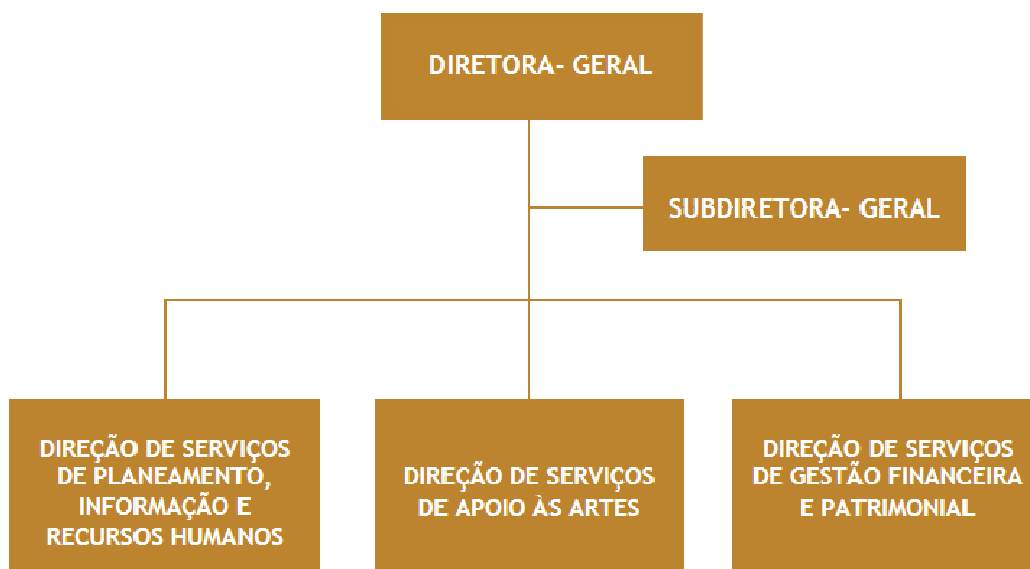 DIRETORA- GERAL
SUBDIRETORA- GERAL
DIREÇÃO DE SERVIÇOS
DE PLANEAMENTO,
INFORMAÇÃO E
RECURSOS HUMANOS
DIREÇÃO DE SERVIÇOS
DE APOIO ÀS ARTES
DIREÇÃO DE SERVIÇOS
DE GESTÃO FINANCEIRA
E PATRIMONIAL